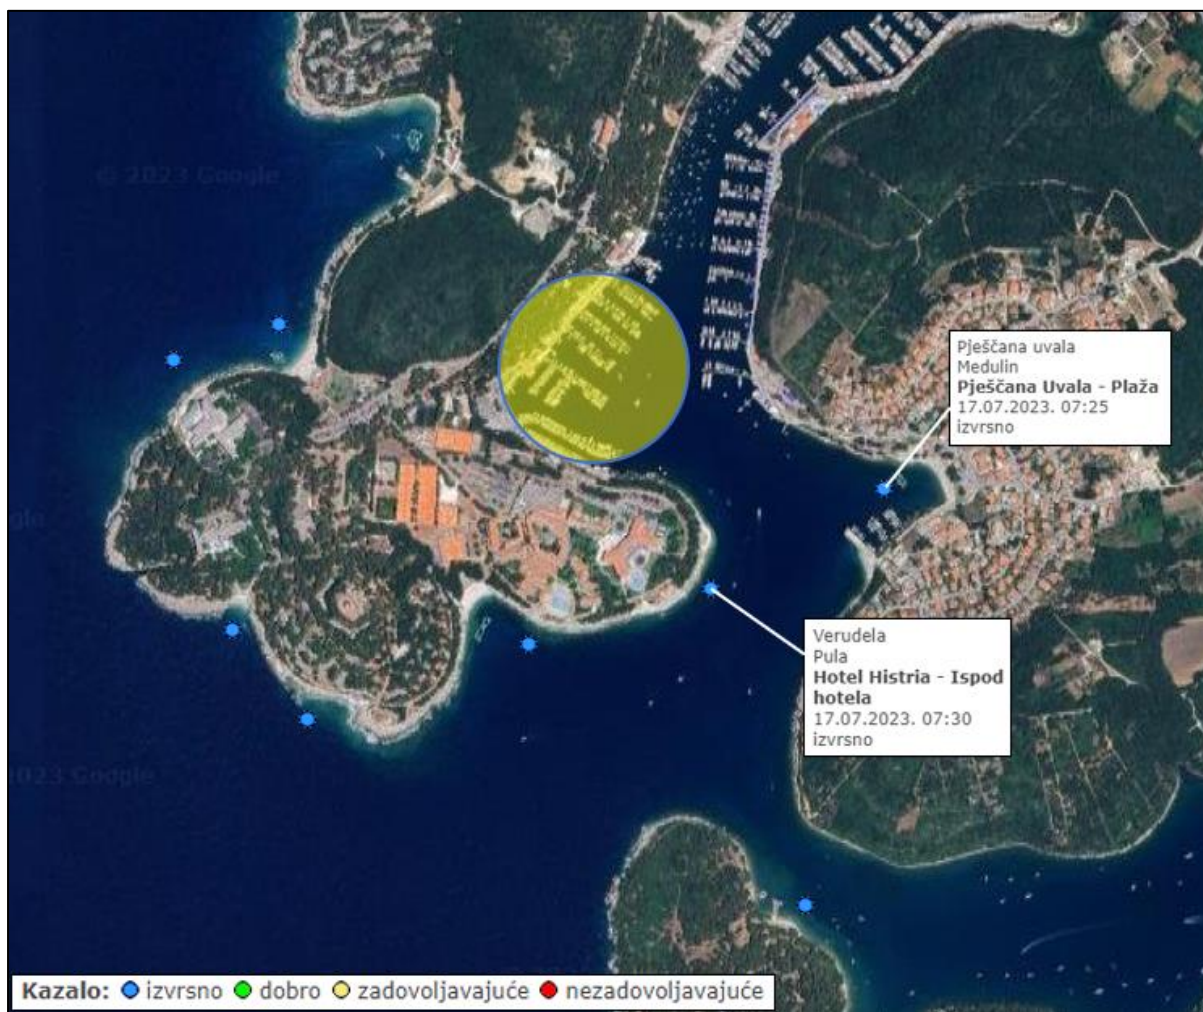 © 2023 Google
Pješčana uvala
Medulin
Pješčana Uvala - Plaža
17.07.2023. 07:25
izvrsno
Verudela
Pula
Hotel Histria - Ispod
hotela
17.07.2023. 07:30
izvrsno
2023 Google
Kazalo: izvrsno dobro zadovoljavajuće nezadovoljavajuće